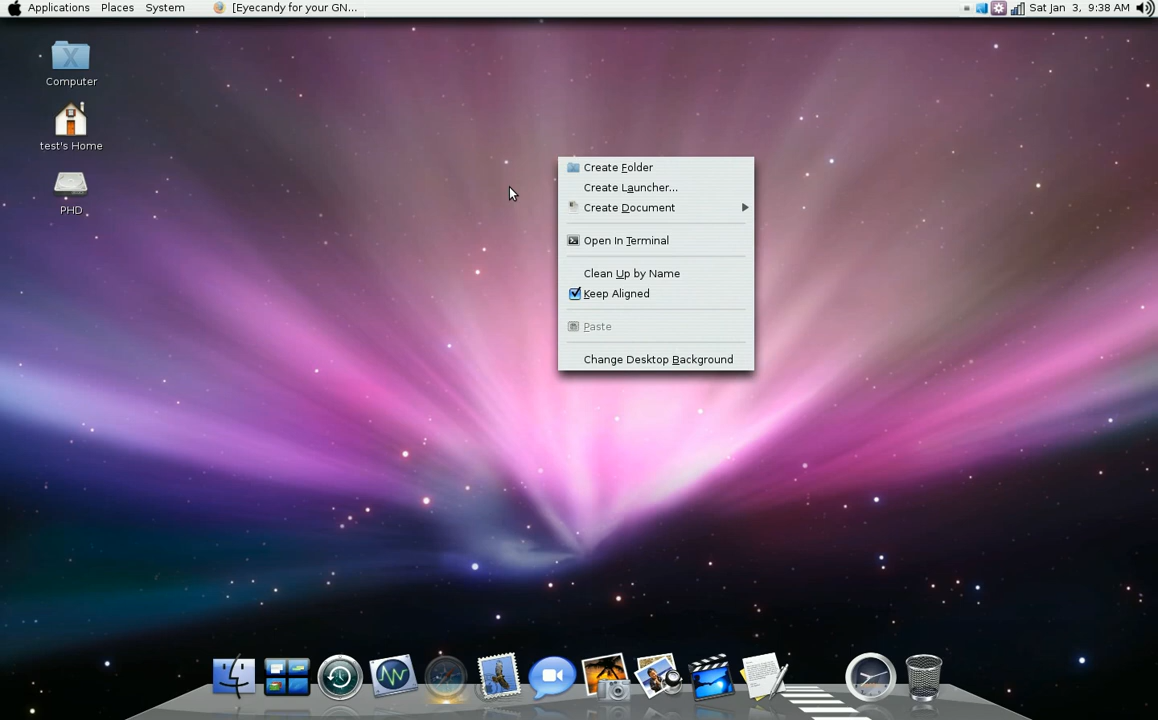 Applications Places System [Eyecandy for your GN... Sat Jan 3, 9:38 AM
Computer
test's Home
PHD
Create Folder
Create Launcher...
Create Document
Open In Terminal
Clean Up by Name
Keep Aligned
Paste
Change Desktop Background